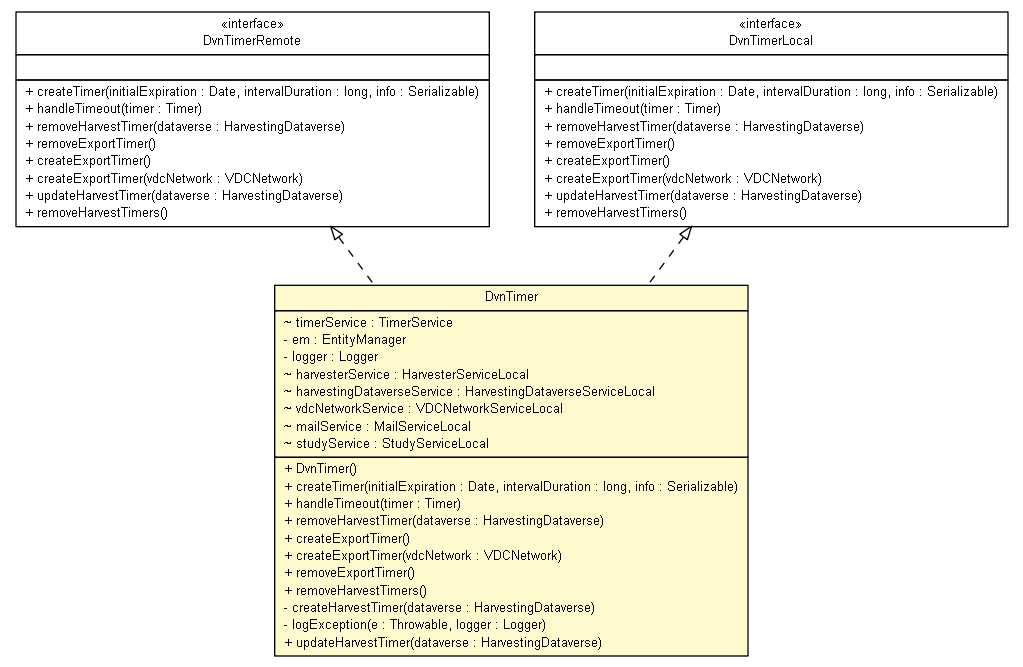 «interface»
DvnTimerRemote
+ createTimer(initialExpiration : Date, intervalDuration : long, info : Serializable)
+ handleTimeout(timer : Timer)
+ removeHarvestTimer(dataverse : HarvestingDataverse)
+ removeExportTimer()
+ createExportTimer()
+ createExportTimer(vdcNetwork : VDCNetwork)
+ updateHarvestTimer(dataverse : HarvestingDataverse)
+ removeHarvestTimers()
«interface»
DvnTimerLocal
+ createTimer(initialExpiration : Date, intervalDuration : long, info : Serializable)
+ handleTimeout(timer : Timer)
+ removeHarvestTimer(dataverse : HarvestingDataverse)
+ removeExportTimer()
+ createExportTimer()
+ createExportTimer(vdcNetwork : VDCNetwork)
+ updateHarvestTimer(dataverse : HarvestingDataverse)
+ removeHarvestTimers()
DvnTimer
~ timerService : TimerService
- em : EntityManager
- logger : Logger
~ harvesterService : HarvesterServiceLocal
~ harvestingDataverseService : HarvestingDataverseServiceLocal
~ vdcNetworkService : VDCNetworkServiceLocal
~ mailService : MailServiceLocal
~ studyService : StudyServiceLocal
+ DvnTimer()
+ createTimer(initialExpiration : Date, intervalDuration : long, info : Serializable)
+ handleTimeout(timer : Timer)
+ removeHarvestTimer(dataverse : HarvestingDataverse)
+ createExportTimer()
+ createExportTimer(vdcNetwork : VDCNetwork)
+ removeExportTimer()
+ removeHarvestTimers()
- createHarvestTimer(dataverse : HarvestingDataverse)
- logException(e : Throwable, logger : Logger)
+ updateHarvestTimer(dataverse : HarvestingDataverse)